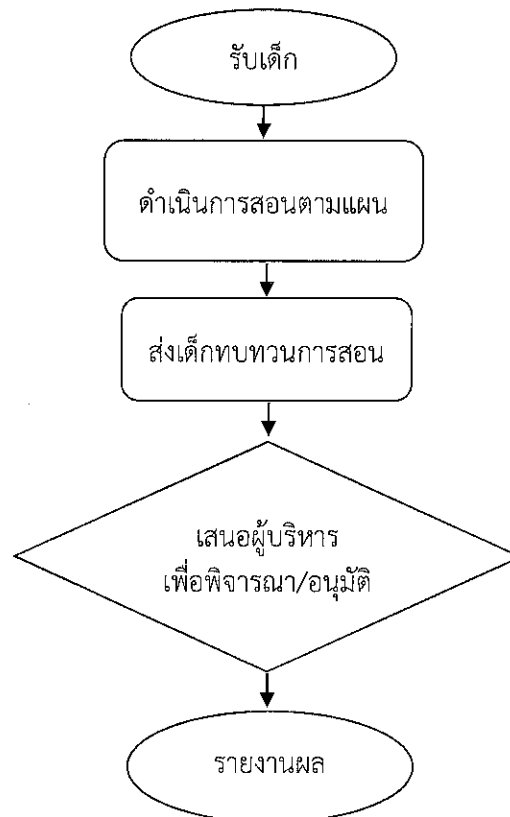 รับเด็ก
ดำเนินการสอนตามแผน
ส่งเด็กทบทวนการสอน
เสนอผู้บริหาร
เพื่อพิจารณา/อนุมัติ
รายงานผล